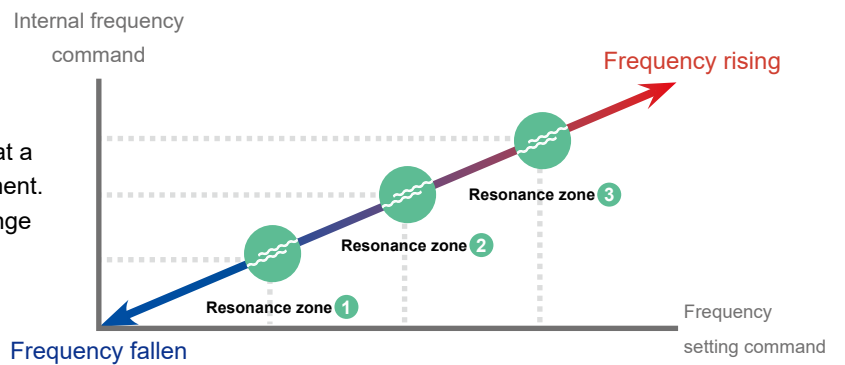 Internal frequency
command
Frequency rising
at a
Resonance zone 3
Resonance zone 2
Resonance zone 1
Frequency
setting command
Frequency fallen